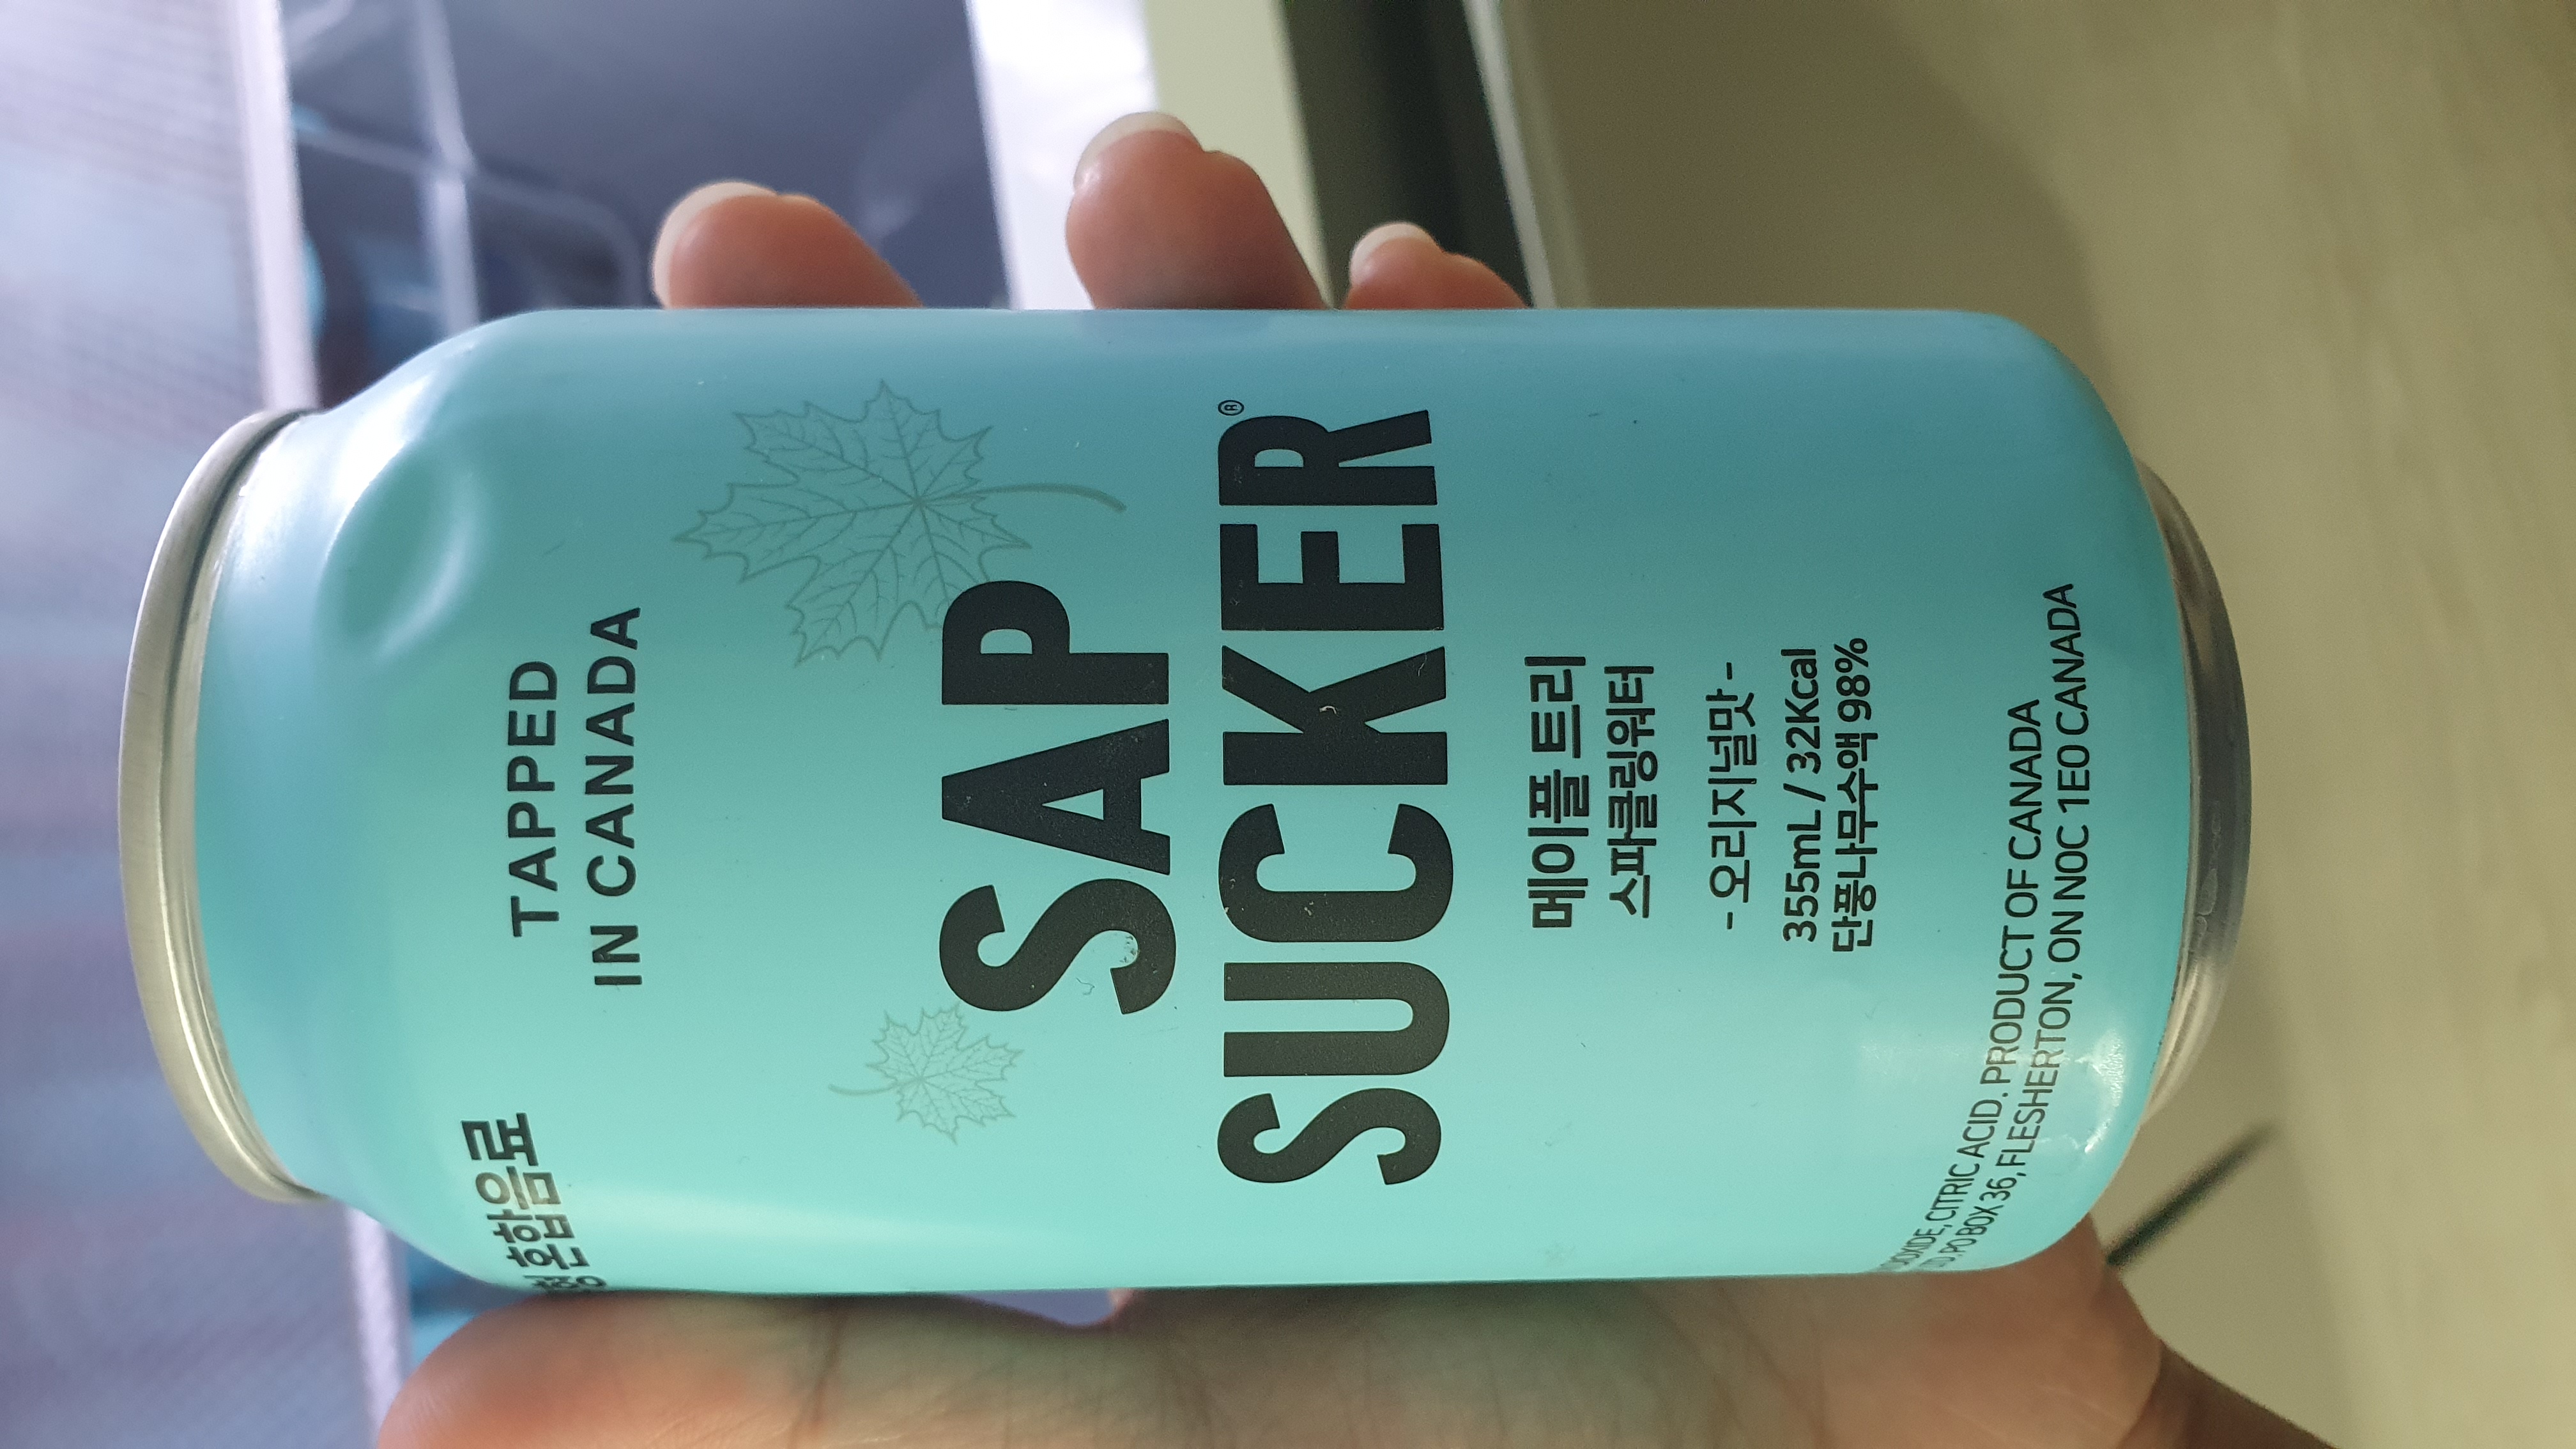 혼합음료
TAPPED
IN CANADA
SAP
SUCKER®
메이플 트리
스파클링워터
-오리지널맛-
355mL / 32Kcal
단풍나무수액 98%
CITRIC ACID. PRODUCT OF CANADA
PO BOX 36, FLESHERTON, ON N0C 1E0 CANADA